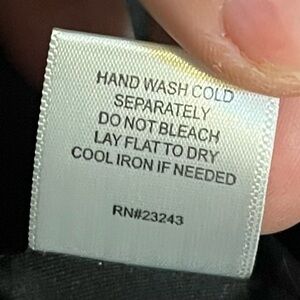 HAND WASH COLD
SEPARATELY
DO NOT BLEACH
LAY FLAT TO DRY
COOL IRON IF NEEDED
RN#23243